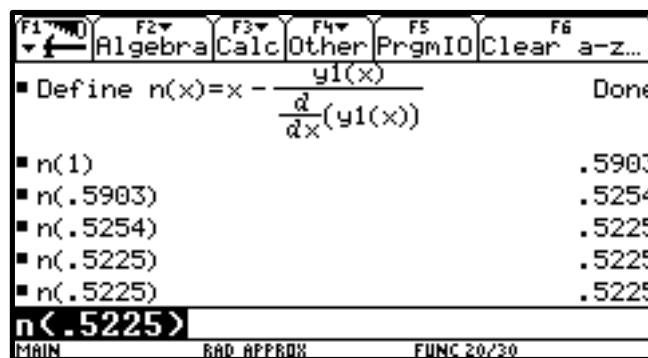 F1 F2 F3 F4 F5 F6
Algebra Calc Other PrgmIO Clear a-z…
▪ Define n(x)=x - y1(x) / d/dx(y1(x)) Done
▪ n(1) .5903
▪ n(.5903) .5254
▪ n(.5254) .5225
▪ n(.5225) .5225
▪ n(.5225) .5225
n(.5225)
MAIN RAD APPROX FUNC 20/30